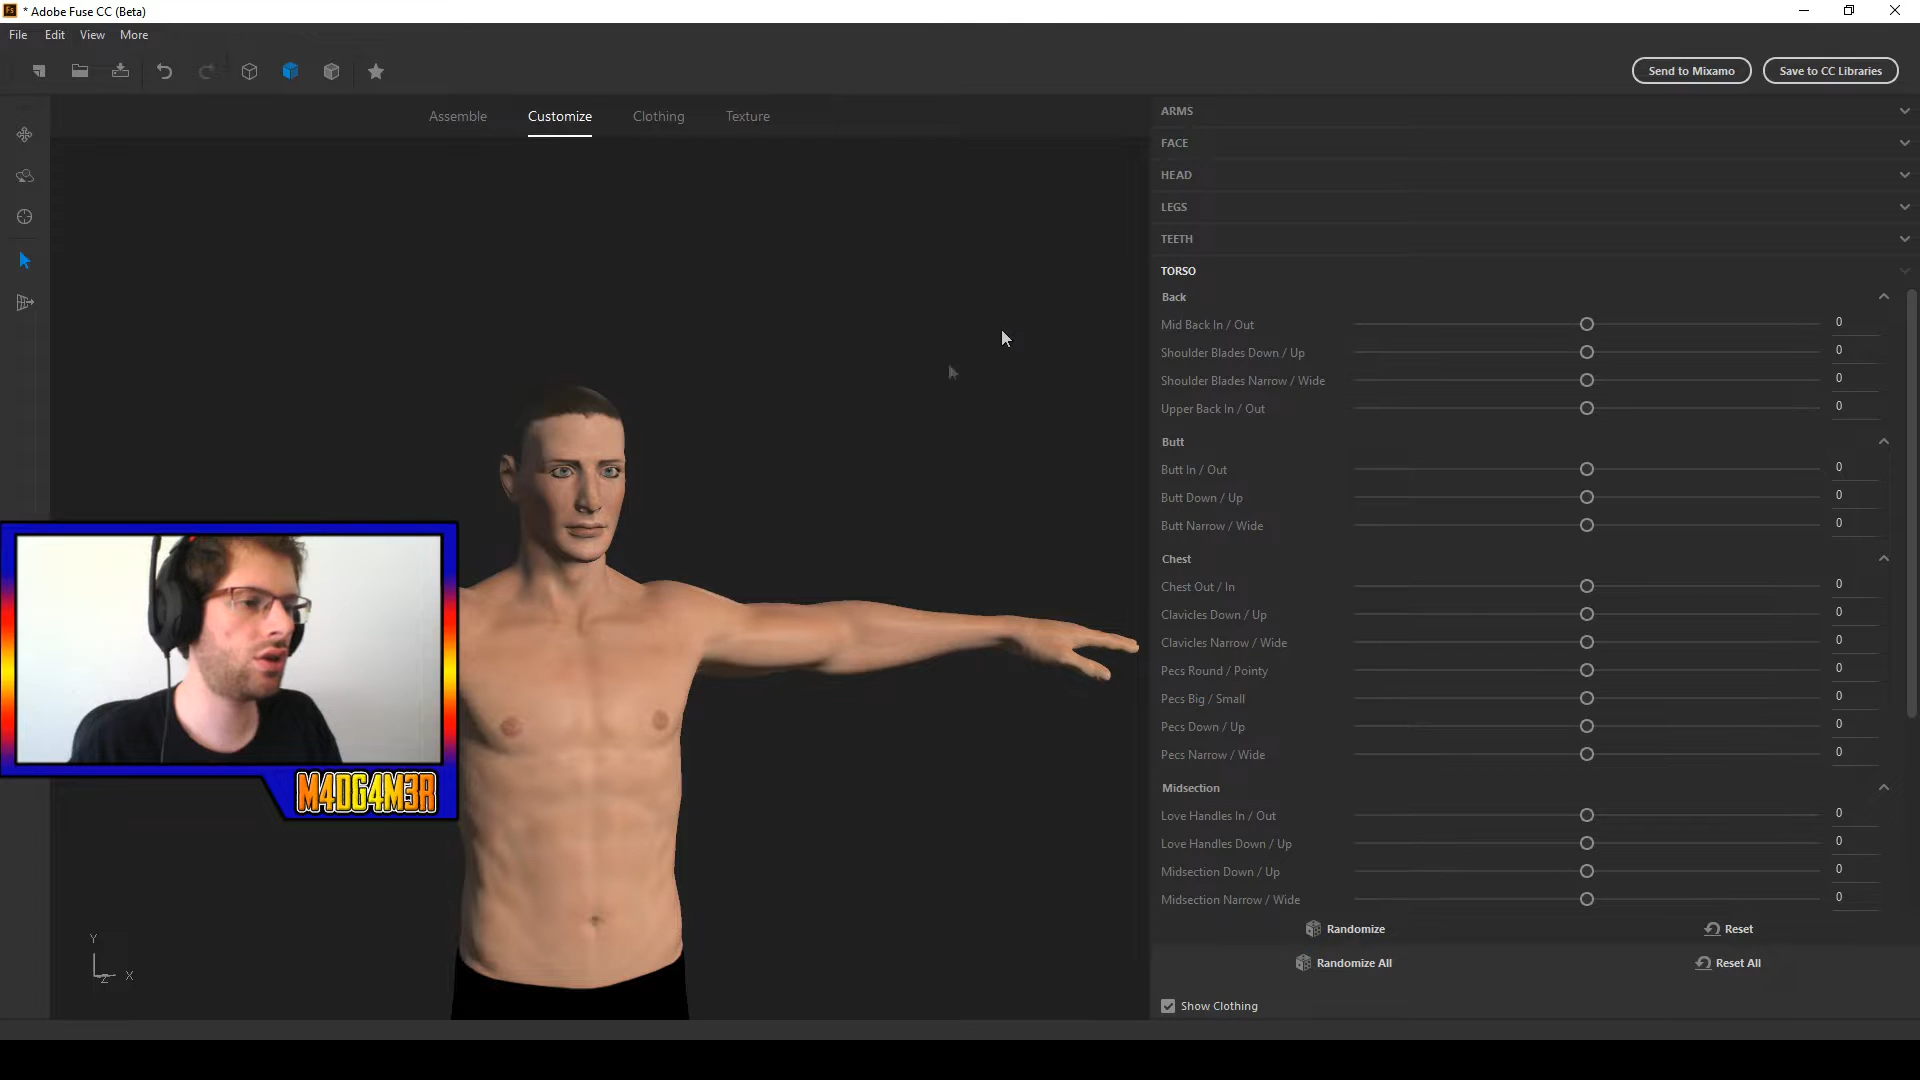 * Adobe Fuse CC (Beta)
File Edit View More
Send to Mixamo Save to CC Libraries
Assemble Customize Clothing Texture
ARMS
FACE
HEAD
LEGS
TEETH
TORSO
Back
Mid Back In / Out 0
Shoulder Blades Down / Up 0
Shoulder Blades Narrow / Wide 0
Upper Back In / Out 0
Butt
Butt In / Out 0
Butt Down / Up 0
Butt Narrow / Wide 0
Chest
Chest Out / In 0
Clavicles Down / Up 0
Clavicles Narrow / Wide 0
Pecs Round / Pointy 0
Pecs Big / Small 0
Pecs Down / Up 0
Pecs Narrow / Wide 0
Midsection
Love Handles In / Out 0
Love Handles Down / Up 0
Midsection Down / Up 0
Midsection Narrow / Wide 0
Randomize Reset
Randomize All Reset All
Show Clothing
M4DG4M3R
Y
Z X